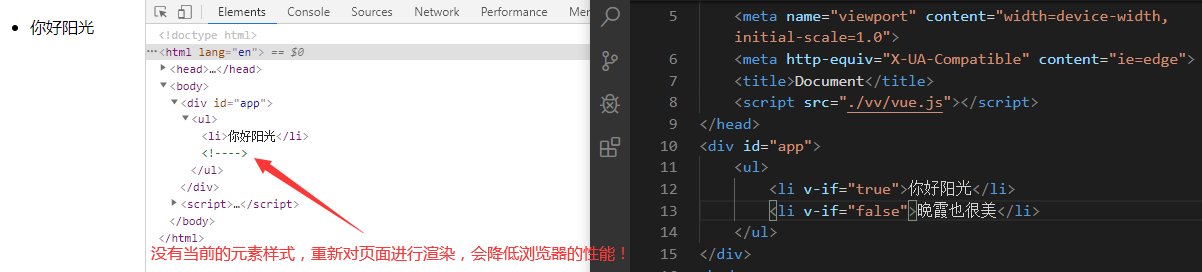 你好阳光
Elements Console Sources Network Performance Mem
<!doctype html>
<html lang="en"> == $0
<head>…</head>
<body>
<div id="app">
<ul>
<li>你好阳光</li>
<!---->
</ul>
</div>
<script>…</script>
</body>
</html>
没有当前的元素样式，重新对页面进行渲染，会降低浏览器的性能！
5 <meta name="viewport" content="width=device-width,
initial-scale=1.0">
6 <meta http-equiv="X-UA-Compatible" content="ie=edge">
7 <title>Document</title>
8 <script src="./vv/vue.js"></script>
9 </head>
10 <div id="app">
11 <ul>
12 <li v-if="true">你好阳光</li>
13 <li v-if="false">晚霞也很美</li>
14 </ul>
15 </div>